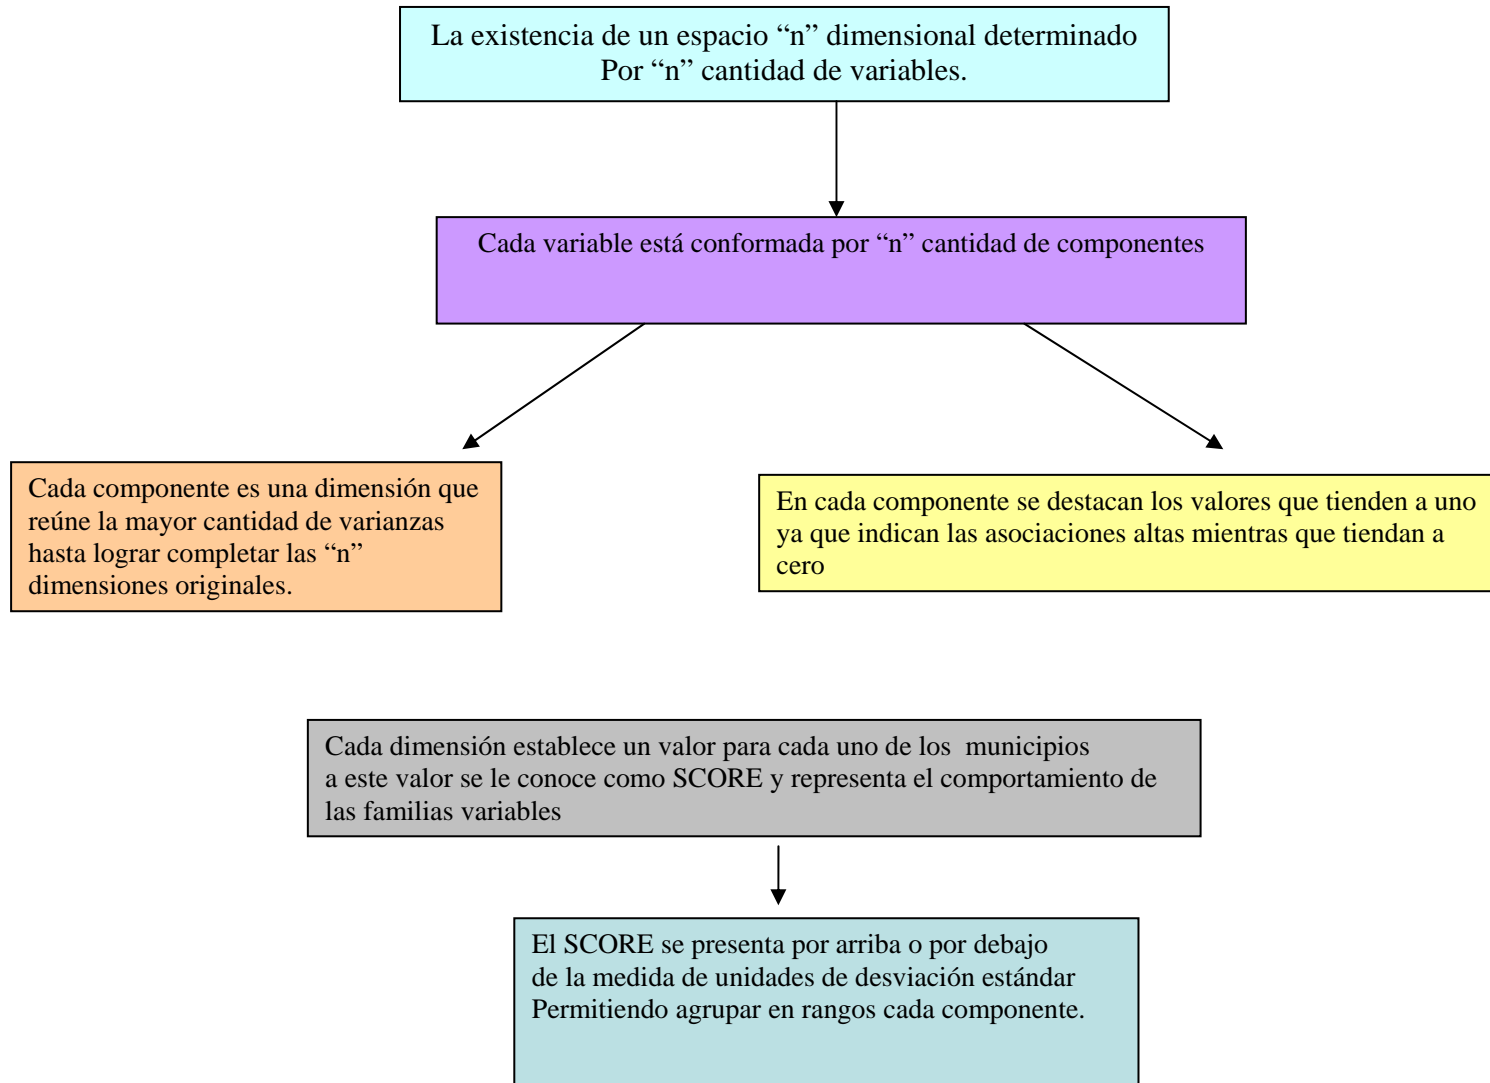 La existencia de un espacio “n” dimensional determinado
Por “n” cantidad de variables.
Cada variable está conformada por “n” cantidad de componentes
Cada componente es una dimensión que
reúne la mayor cantidad de varianzas
hasta lograr completar las “n”
dimensiones originales.
En cada componente se destacan los valores que tienden a uno
ya que indican las asociaciones altas mientras que tiendan a
cero
Cada dimensión establece un valor para cada uno de los  municipios
a este valor se le conoce como SCORE y representa el comportamiento de
las familias variables
El SCORE se presenta por arriba o por debajo
de la medida de unidades de desviación estándar
Permitiendo agrupar en rangos cada componente.